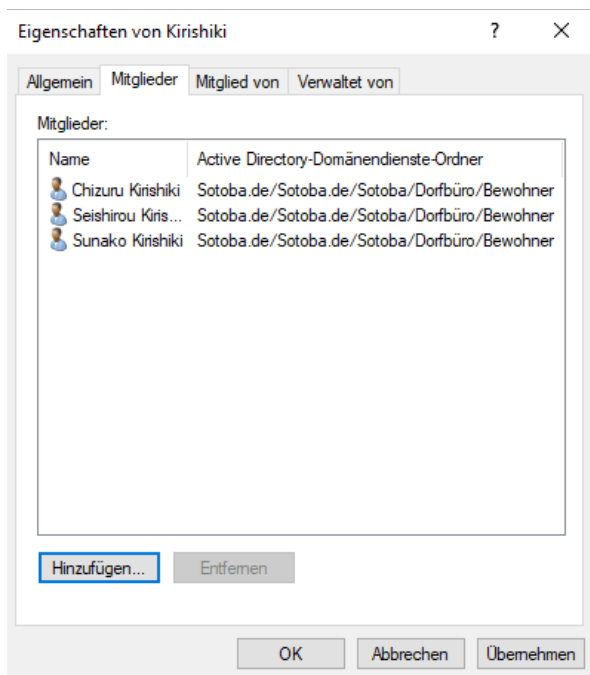 Eigenschaften von Kirishiki ? ×
Allgemein Mitglieder Mitglied von Verwaltet von
Mitglieder:
Name Active Directory-Domänendienste-Ordner
Chizuru Kirishiki Sotoba.de/Sotoba.de/Sotoba/Dorfbüro/Bewohner
Seishirou Kiris... Sotoba.de/Sotoba.de/Sotoba/Dorfbüro/Bewohner
Sunako Kirishiki Sotoba.de/Sotoba.de/Sotoba/Dorfbüro/Bewohner
Hinzufügen... Entfernen
OK Abbrechen Übernehmen